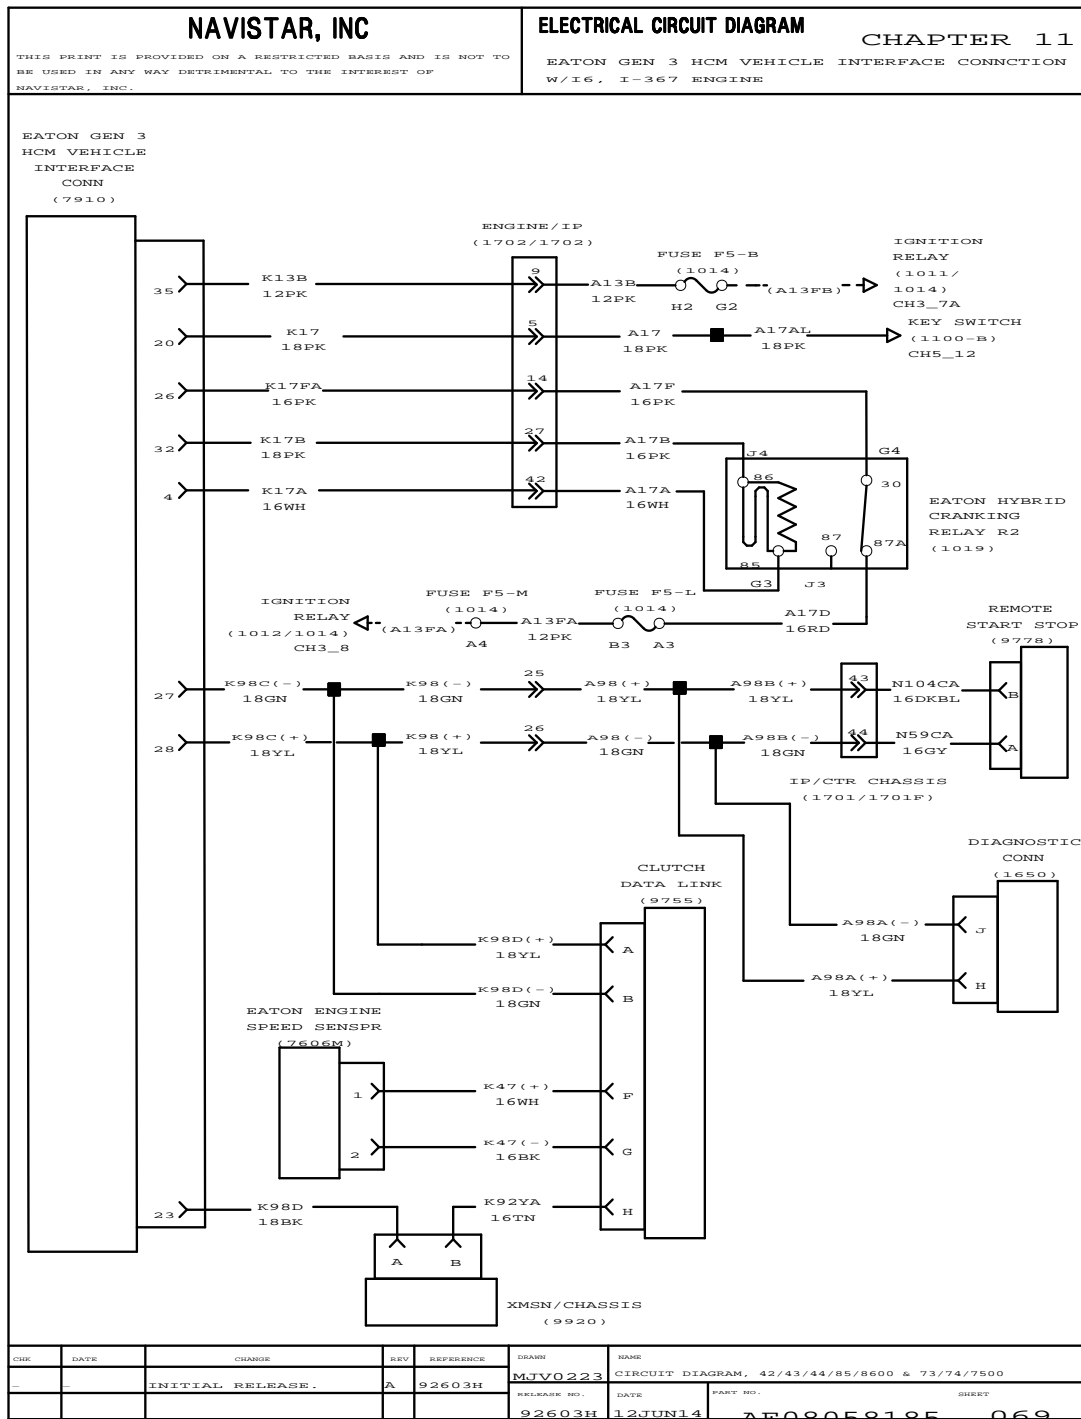 NAVISTAR, INC
THIS PRINT IS PROVIDED ON A RESTRICTED BASIS AND IS NOT TO
BE USED IN ANY WAY DETRIMENTAL TO THE INTEREST OF
NAVISTAR, INC.
ELECTRICAL CIRCUIT DIAGRAM
CHAPTER 11
EATON GEN 3 HCM VEHICLE INTERFACE CONNCTION
W/I6, I-367 ENGINE
EATON GEN 3
HCM VEHICLE
INTERFACE
CONN
(7910)
ENGINE/IP
(1702/1702)
FUSE F5-B
(1014)
IGNITION
RELAY
(1011/
1014)
CH3_7A
35
K13B
12PK
9
A13B
12PK
H2 G2
(A13FB)
KEY SWITCH
(1100-B)
CH5_12
20
K17
18PK
5
A17
18PK
A17AL
18PK
26
K17FA
16PK
14
A17F
16PK
32
K17B
18PK
27
A17B
16PK
J4
G4
4
K17A
16WH
42
A17A
16WH
86
30
87
87A
85
G3
J3
EATON HYBRID
CRANKING
RELAY R2
(1019)
IGNITION
RELAY
(1012/1014)
CH3_8
(A13FA)
FUSE F5-M
(1014)
A4
A13FA
12PK
FUSE F5-L
(1014)
B3 A3
A17D
16RD
REMOTE
START STOP
(9778)
27
K98C(-)
18GN
K98(-)
18GN
25
A98(+)
18YL
A98B(+)
18YL
43
N104CA
16DKBL
B
28
K98C(+)
18YL
K98(+)
18YL
26
A98(-)
18GN
A98B(-)
18GN
44
N59CA
16GY
A
IP/CTR CHASSIS
(1701/1701F)
DIAGNOSTIC
CONN
(1650)
CLUTCH
DATA LINK
(9755)
A98A(-)
18GN
J
K98D(+)
18YL
A
A98A(+)
18YL
H
K98D(-)
18GN
B
EATON ENGINE
SPEED SENSPR
(7606M)
1
K47(+)
16WH
F
2
K47(-)
16BK
G
23
K98D
18BK
K92YA
16TN
H
A
B
XMSN/CHASSIS
(9920)
CHK DATE CHANGE REV REFERENCE
- - INITIAL RELEASE. A 92603H
DRAWN
MJV0223
NAME
CIRCUIT DIAGRAM, 42/43/44/85/8600 & 73/74/7500
RELEASE NO.
92603H
DATE
12JUN14
PART NO.
AF08058185
SHEET
069